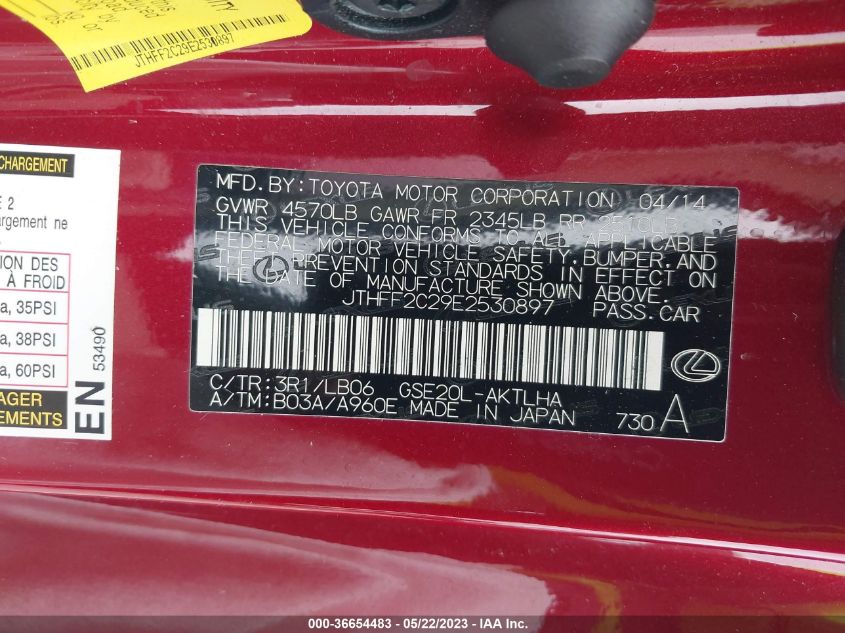 JTHFF2C29E2530897
CHARGEMENT
E 2
argement ne
ION DES
À FROID
a, 35PSI
a, 38PSI
a, 60PSI
AGER
EMENTS
EN
53490
MFD.BY:TOYOTA MOTOR CORPORATION 04/14
GVWR 4570LB GAWR FR 2345LB RR
THIS VEHICLE CONFORMS TO ALL APPLICABLE
FEDERAL MOTOR VEHICLE SAFETY,BUMPER,AND
THEFT PREVENTION STANDARDS IN EFFECT ON
THE DATE OF MANUFACTURE SHOWN ABOVE.
JTHFF2C29E2530897 PASS.CAR
C/TR:3R1/LB06 GSE20L-AKTLHA
A/TM:B03A/A960E MADE IN JAPAN 730 A
000-36654483 - 05/22/2023 - IAA Inc.